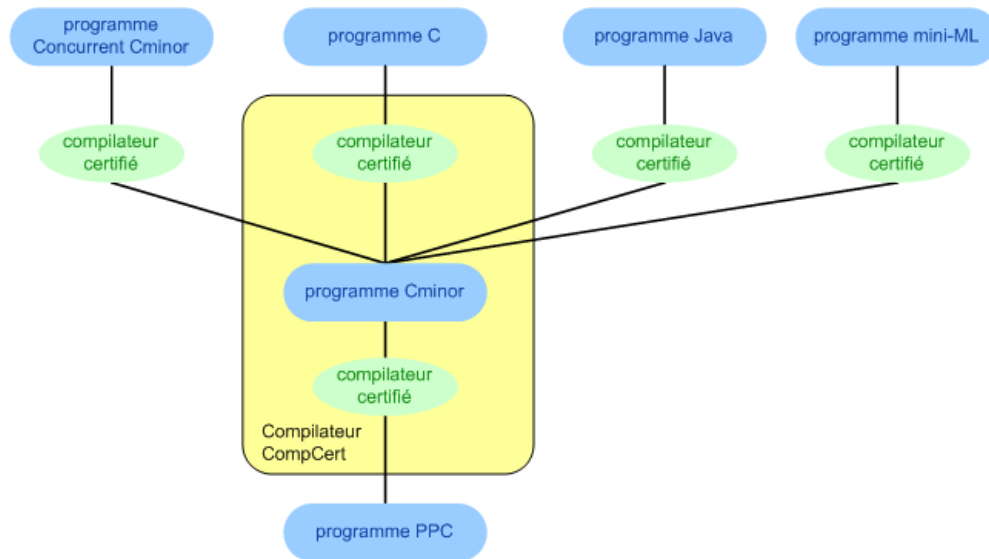 programme
Concurrent Cminor
programme C
programme Java
programme mini-ML
compilateur
certifié
compilateur
certifié
compilateur
certifié
compilateur
certifié
programme Cminor
compilateur
certifié
Compilateur
CompCert
programme PPC